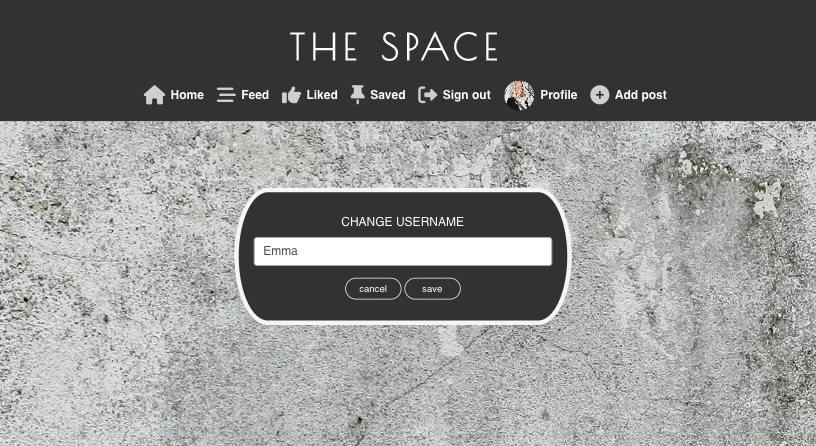 THE SPACE
Home Feed Liked Saved Sign out Profile Add post
CHANGE USERNAME
Emma
cancel save